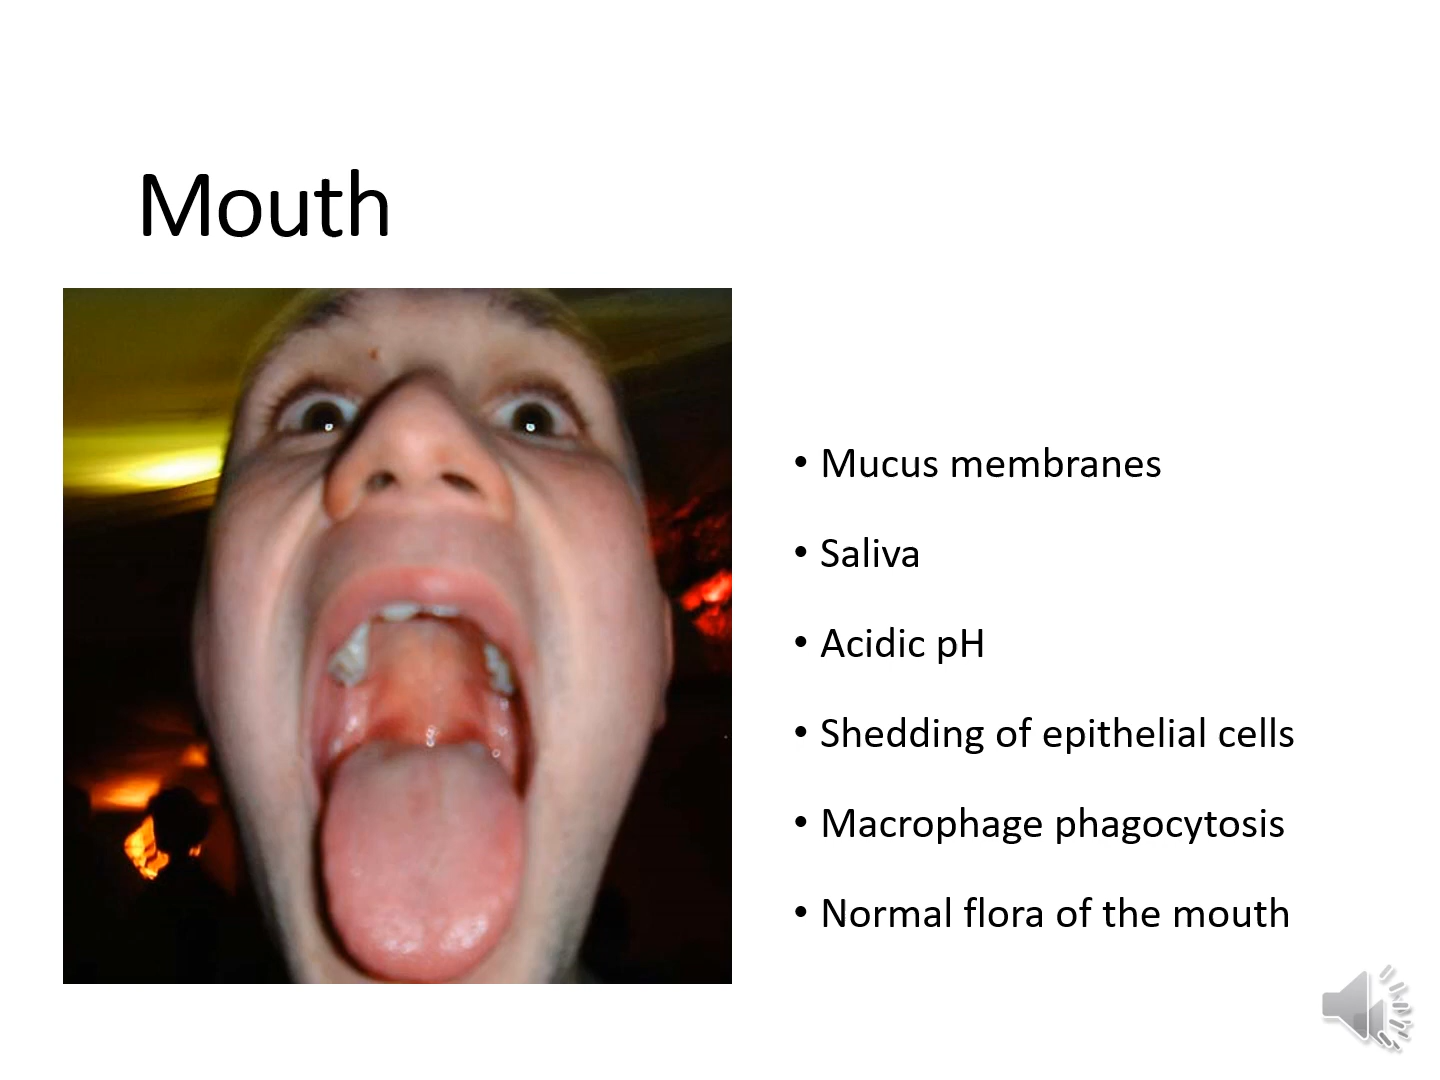 Mouth
• Mucus membranes
• Saliva
• Acidic pH
• Shedding of epithelial cells
• Macrophage phagocytosis
• Normal flora of the mouth